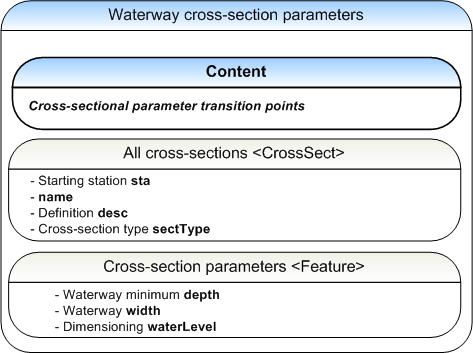 Waterway cross-section parameters
Content
Cross-sectional parameter transition points
All cross-sections <CrossSect>
- Starting station sta
- name
- Definition desc
- Cross-section type sectType
Cross-section parameters <Feature>
- Waterway minimum depth
- Waterway width
- Dimensioning waterLevel